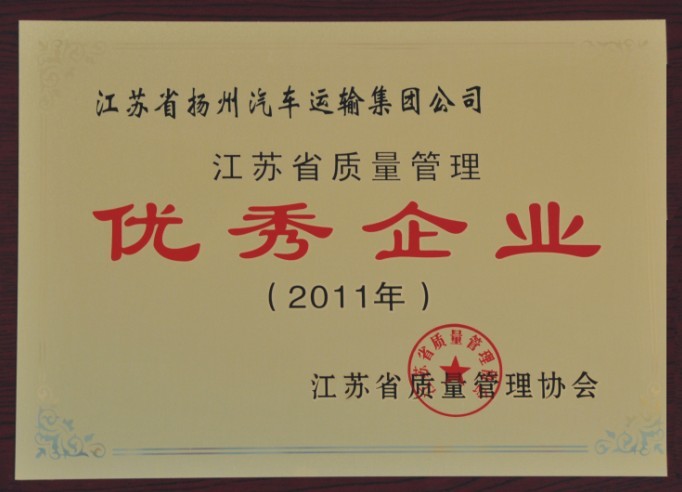 江苏省扬州汽车运输集团公司
江苏省质量管理
优秀企业
（2011年）
江苏省质量管理协会